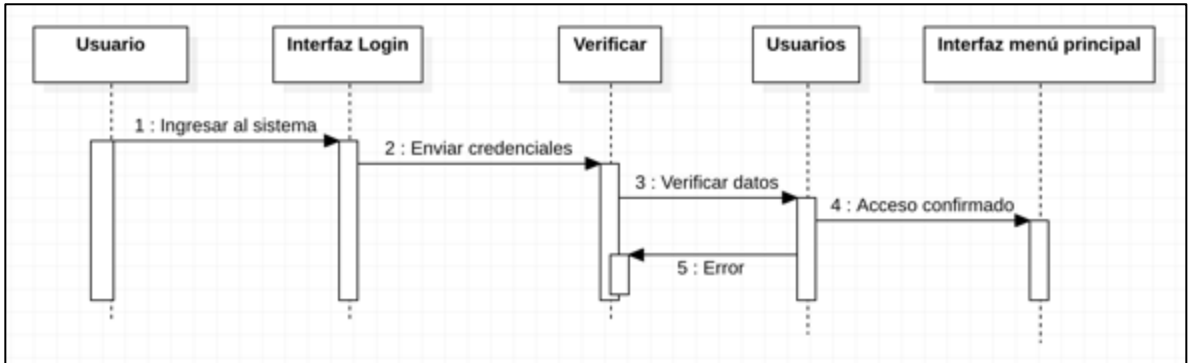 Usuario
Interfaz Login
Verificar
Usuarios
Interfaz menú principal
1 : Ingresar al sistema
2 : Enviar credenciales
3 : Verificar datos
4 : Acceso confirmado
5 : Error